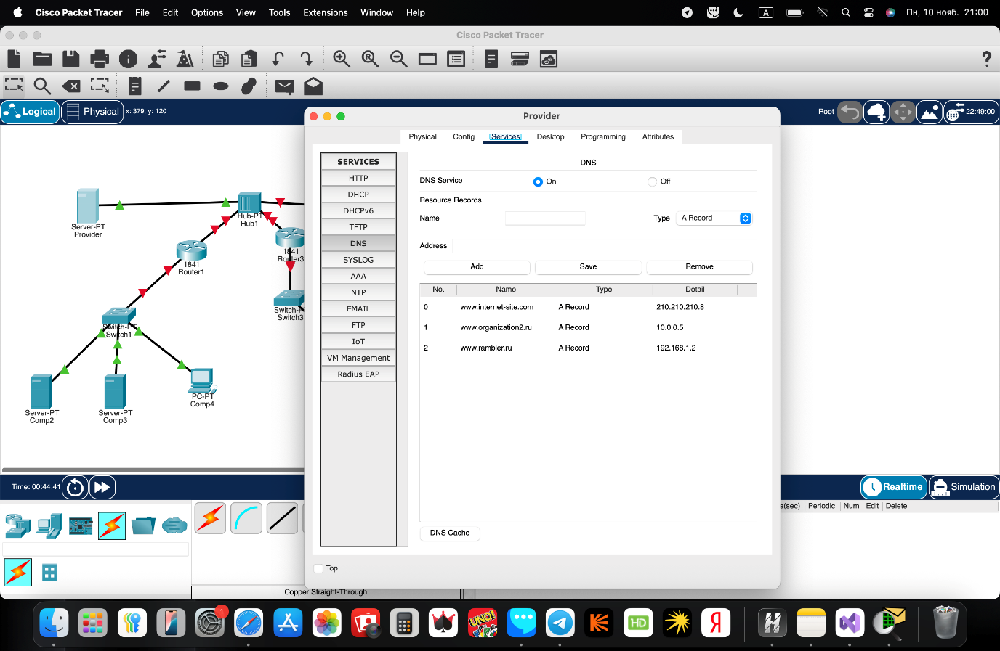 Cisco Packet Tracer File Edit Options View Tools Extensions Window Help A Пн, 10 нояб. 21:00
Cisco Packet Tracer
?
Logical Physical x: 379, y: 120 Root 22:49:00
Provider
Physical Config Services Desktop Programming Attributes
SERVICES
HTTP
DHCP
DHCPv6
TFTP
DNS
SYSLOG
AAA
NTP
EMAIL
FTP
IoT
VM Management
Radius EAP
DNS
DNS Service On Off
Resource Records
Name Type A Record
Address
Add Save Remove
No. Name Type Detail
0 www.internet-site.com A Record 210.210.210.8
1 www.organization2.ru A Record 10.0.0.5
2 www.rambler.ru A Record 192.168.1.2
DNS Cache
Top
Server-PT
Provider
Hub-PT
Hub1
1841
Router1
1841
Router3
Switch-PT
Switch1
Switch-P
Switch3
Server-PT
Comp2
Server-PT
Comp3
PC-PT
Comp4
Time: 00:44:41 Realtime Simulation
e(sec) Periodic Num Edit Delete
Copper Straight-Through
1
UNO!
HD
Я